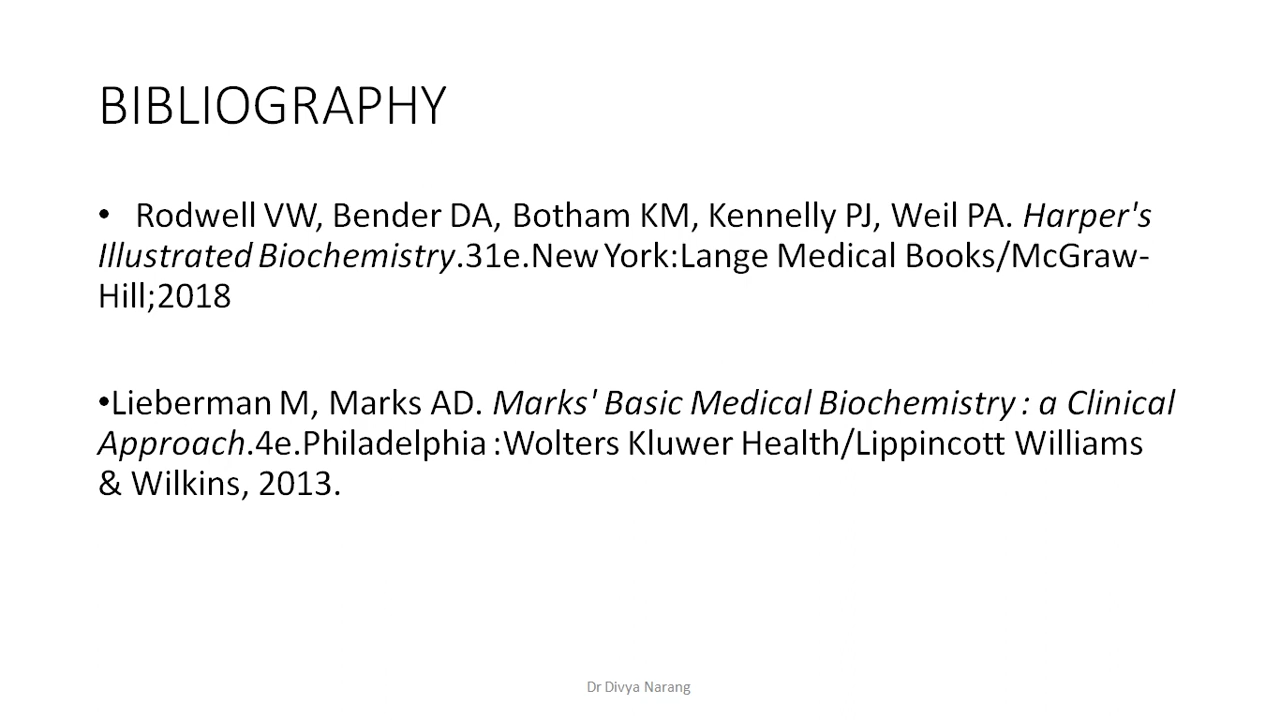 BIBLIOGRAPHY
• Rodwell VW, Bender DA, Botham KM, Kennelly PJ, Weil PA. Harper's
Illustrated Biochemistry.31e.New York:Lange Medical Books/McGraw-
Hill;2018
•Lieberman M, Marks AD. Marks' Basic Medical Biochemistry : a Clinical
Approach.4e.Philadelphia :Wolters Kluwer Health/Lippincott Williams
& Wilkins, 2013.
Dr Divya Narang